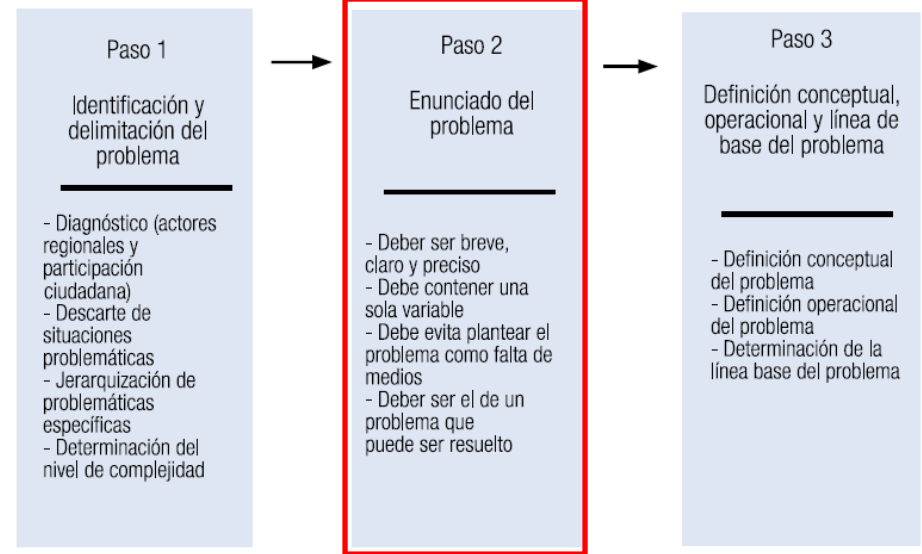 Paso 1
Identificación y
delimitación del
problema
- Diagnóstico (actores
regionales y
participación
ciudadana)
- Descarte de
situaciones
problemáticas
- Jerarquización de
problemáticas
específicas
- Determinación del
nivel de complejidad
Paso 2
Enunciado del
problema
- Deber ser breve,
claro y preciso
- Debe contener una
sola variable
- Debe evita plantear el
problema como falta de
medios
- Deber ser el de un
problema que
puede ser resuelto
Paso 3
Definición conceptual,
operacional y línea de
base del problema
- Definición conceptual
del problema
- Definición operacional
del problema
- Determinación de la
línea base del problema